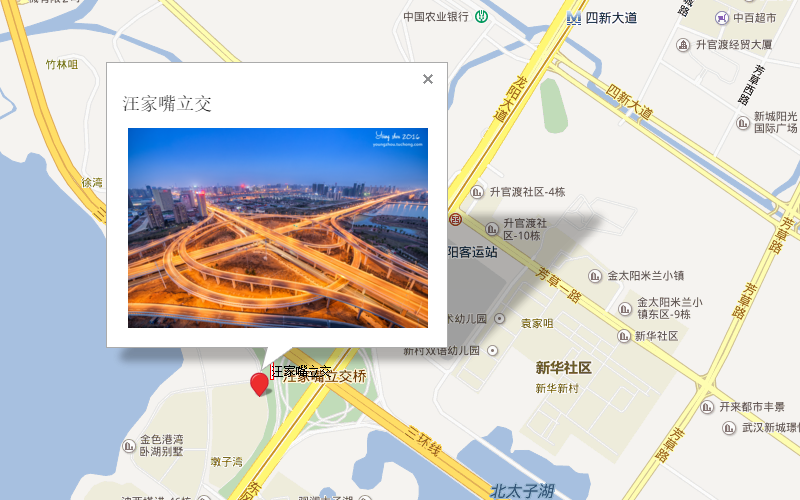 中国农业银行
四新大道
中百超市
升官渡经贸大厦
竹林咀
汪家嘴立交
龙阳大道
四新大道
芳草西路
新城阳光
国际广场
徐湾
三
升官渡社区-4栋
升官渡社
区-10栋
阳客运站
芳草路
芳草一路
金太阳米兰小镇
金太阳米兰小
镇东区-9栋
芳草路
术幼儿园
袁家咀
新华社区
新村双语幼儿园
新华社区
新华新村
汪家嘴立交
汪家嘴立交桥
开来都市丰景
武汉新城璟
金色港湾
卧湖别墅
墩子湾
三环线
芳草路
北太子湖